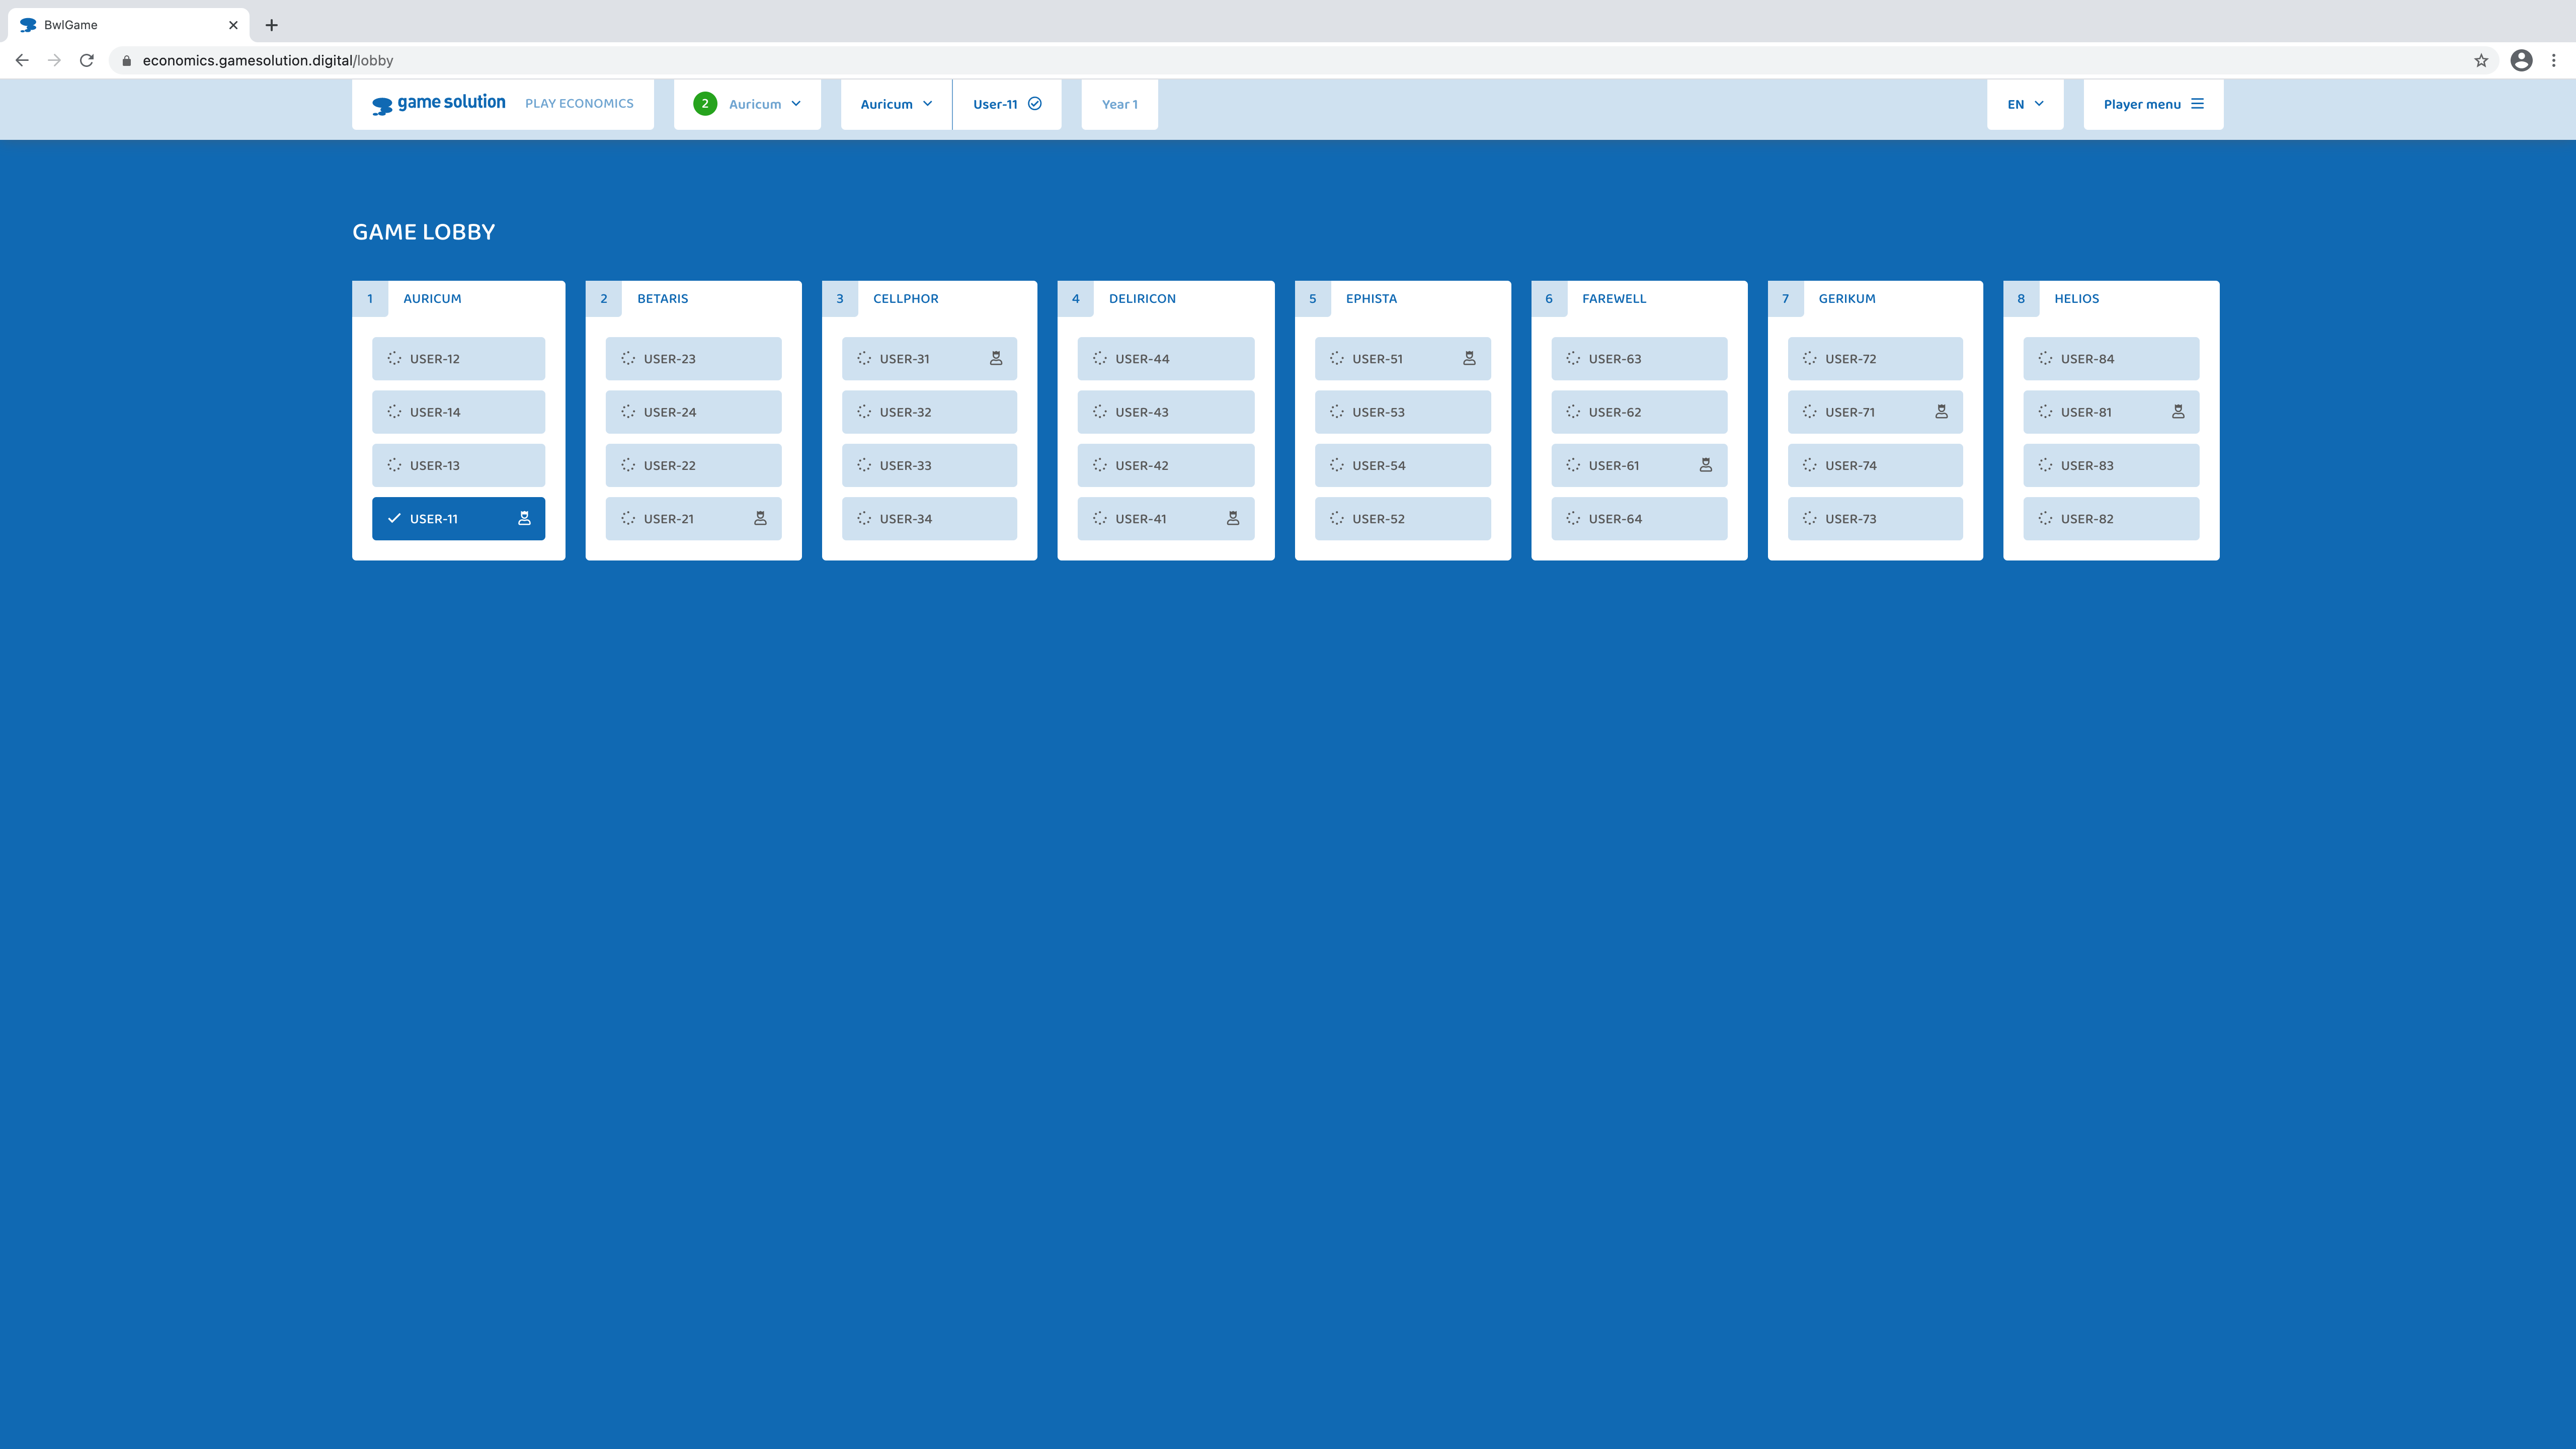 BwlGame
economics.gamesolution.digital/lobby
game solution PLAY ECONOMICS 2 Auricum Auricum User-11 Year 1 EN Player menu
GAME LOBBY
1 AURICUM
USER-12
USER-14
USER-13
USER-11
2 BETARIS
USER-23
USER-24
USER-22
USER-21
3 CELLPHOR
USER-31
USER-32
USER-33
USER-34
4 DELIRICON
USER-44
USER-43
USER-42
USER-41
5 EPHISTA
USER-51
USER-53
USER-54
USER-52
6 FAREWELL
USER-63
USER-62
USER-61
USER-64
7 GERIKUM
USER-72
USER-71
USER-74
USER-73
8 HELIOS
USER-84
USER-81
USER-83
USER-82